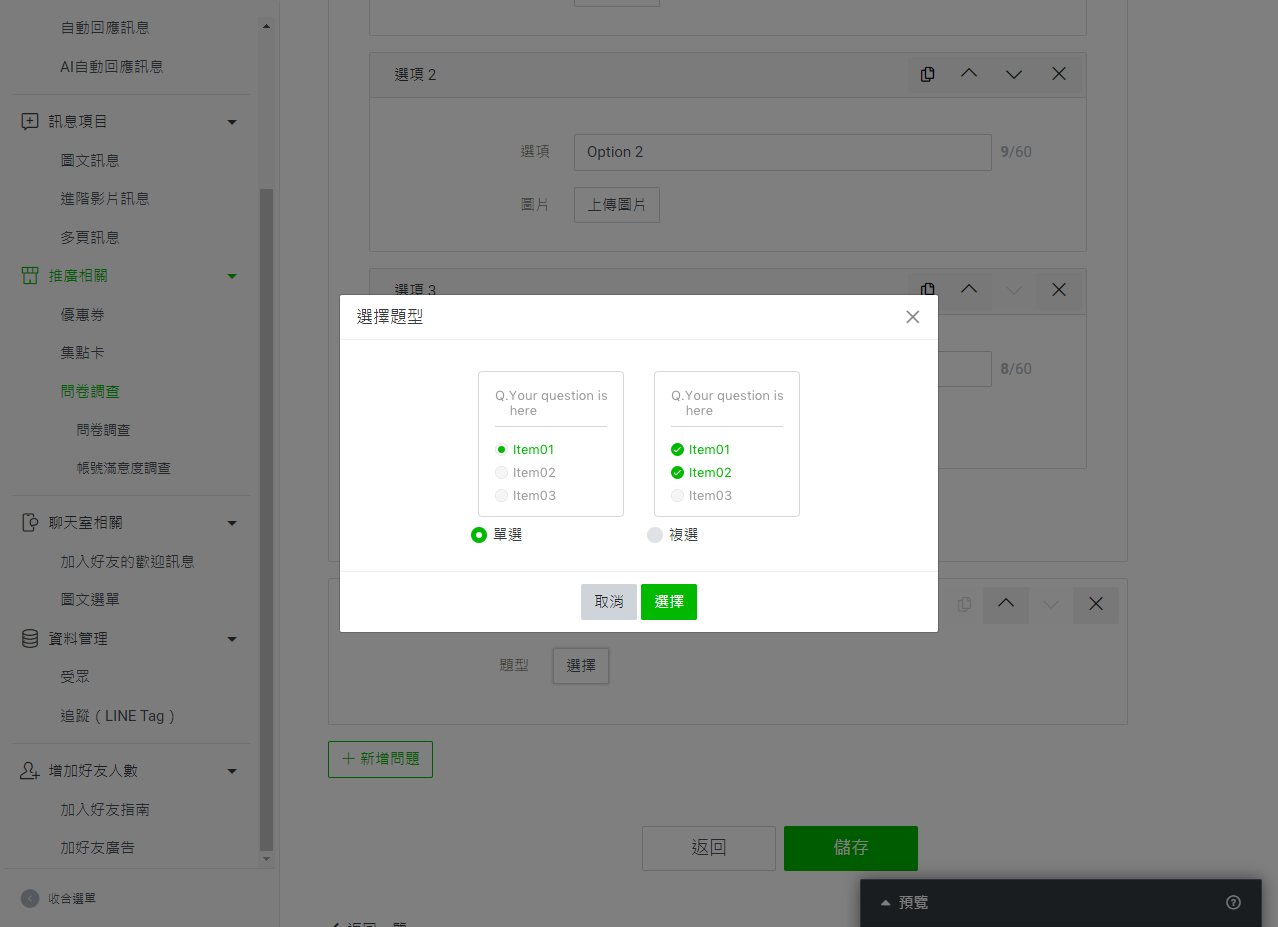 自動回應訊息
AI自動回應訊息
訊息項目
圖文訊息
進階影片訊息
多頁訊息
推廣相關
優惠券
集點卡
問卷調查
問卷調查
帳號滿意度調查
聊天室相關
加入好友的歡迎訊息
圖文選單
資料管理
受眾
追蹤（LINE Tag）
增加好友人數
加入好友指南
加好友廣告
收合選單
選項 2
選項
Option 2
9/60
圖片
上傳圖片
選項 3
8/60
選擇題型
Q.Your question is
here
Item01
Item02
Item03
單選
Q.Your question is
here
Item01
Item02
Item03
複選
取消
選擇
題型
選擇
新增問題
返回
儲存
預覽